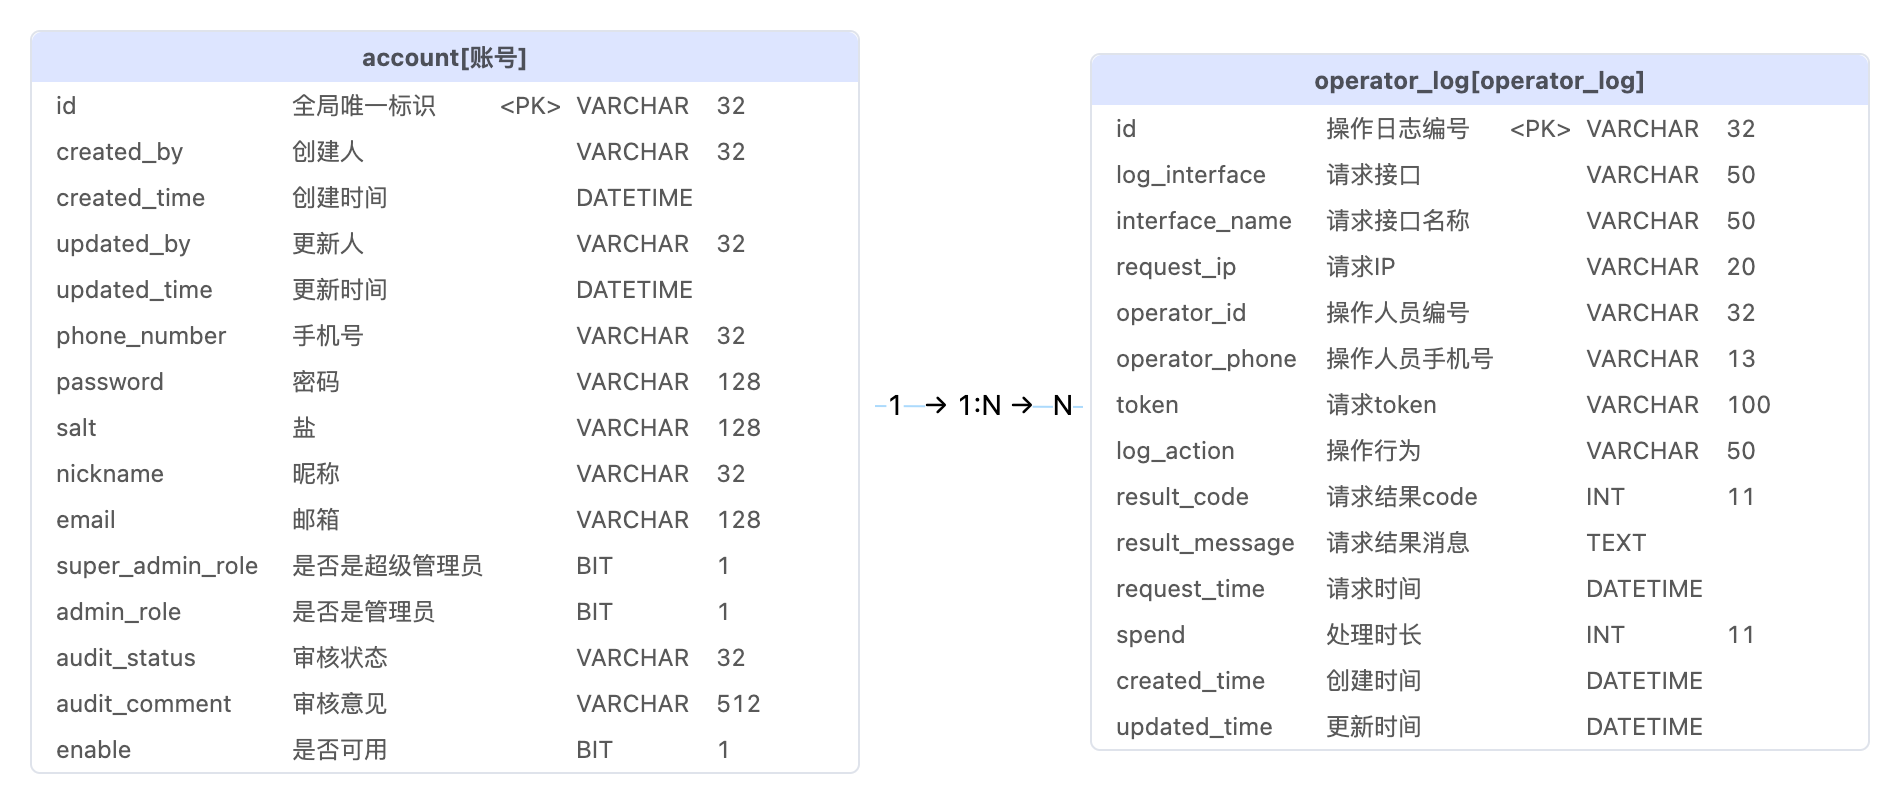 account[账号]
id 全局唯一标识 <PK> VARCHAR 32
created_by 创建人 VARCHAR 32
created_time 创建时间 DATETIME
updated_by 更新人 VARCHAR 32
updated_time 更新时间 DATETIME
phone_number 手机号 VARCHAR 32
password 密码 VARCHAR 128
salt 盐 VARCHAR 128
nickname 昵称 VARCHAR 32
email 邮箱 VARCHAR 128
super_admin_role 是否是超级管理员 BIT 1
admin_role 是否是管理员 BIT 1
audit_status 审核状态 VARCHAR 32
audit_comment 审核意见 VARCHAR 512
enable 是否可用 BIT 1
1 → 1:N → N
operator_log[operator_log]
id 操作日志编号 <PK> VARCHAR 32
log_interface 请求接口 VARCHAR 50
interface_name 请求接口名称 VARCHAR 50
request_ip 请求IP VARCHAR 20
operator_id 操作人员编号 VARCHAR 32
operator_phone 操作人员手机号 VARCHAR 13
token 请求token VARCHAR 100
log_action 操作行为 VARCHAR 50
result_code 请求结果code INT 11
result_message 请求结果消息 TEXT
request_time 请求时间 DATETIME
spend 处理时长 INT 11
created_time 创建时间 DATETIME
updated_time 更新时间 DATETIME